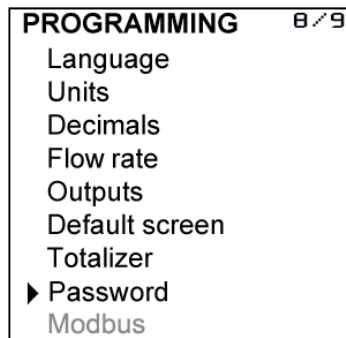 PROGRAMMING 8/9
Language
Units
Decimals
Flow rate
Outputs
Default screen
Totalizer
Password
Modbus